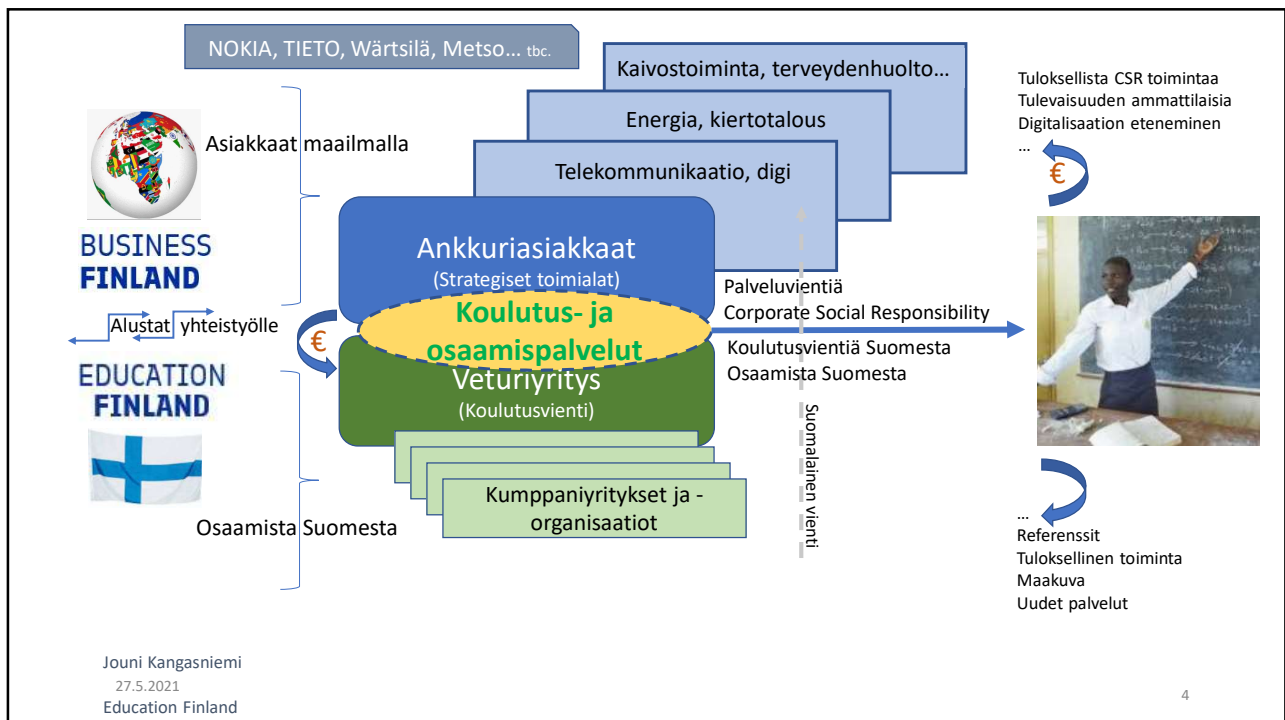 NOKIA, TIETO, Wärtsilä, Metso… tbc.
Kaivostoiminta, terveydenhuolto…
Energia, kiertotalous
Telekommunikaatio, digi
Asiakkaat maailmalla
BUSINESS
FINLAND
Ankkuriasiakkaat
(Strategiset toimialat)
Koulutus- ja
osaamispalvelut
Veturiyritys
(Koulutusvienti)
€
Alustat yhteistyölle
EDUCATION
FINLAND
Kumppaniyritykset ja -
organisaatiot
Osaamista Suomesta
Palveluvientiä
Corporate Social Responsibility
Koulutusvientiä Suomesta
Osaamista Suomesta
Suomalainen vienti
Tuloksellista CSR toimintaa
Tulevaisuuden ammattilaisia
Digitalisaation eteneminen
…
€
…
Referenssit
Tuloksellinen toiminta
Maakuva
Uudet palvelut
Jouni Kangasniemi
27.5.2021
Education Finland
4